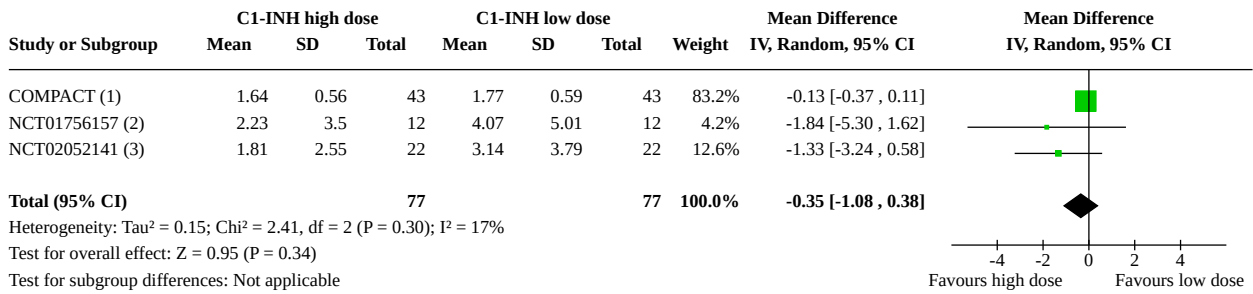 C1-INH high dose C1-INH low dose Mean Difference Mean Difference
Study or Subgroup Mean SD Total Mean SD Total Weight IV, Random, 95% CI IV, Random, 95% CI
COMPACT (1) 1.64 0.56 43 1.77 0.59 43 83.2% -0.13 [-0.37 , 0.11]
NCT01756157 (2) 2.23 3.5 12 4.07 5.01 12 4.2% -1.84 [-5.30 , 1.62]
NCT02052141 (3) 1.81 2.55 22 3.14 3.79 22 12.6% -1.33 [-3.24 , 0.58]
Total (95% CI) 77 77 100.0% -0.35 [-1.08 , 0.38]
Heterogeneity: Tau² = 0.15; Chi² = 2.41, df = 2 (P = 0.30); I² = 17%
Test for overall effect: Z = 0.95 (P = 0.34)
-4 -2 0 2 4
Test for subgroup differences: Not applicable
Favours high dose Favours low dose